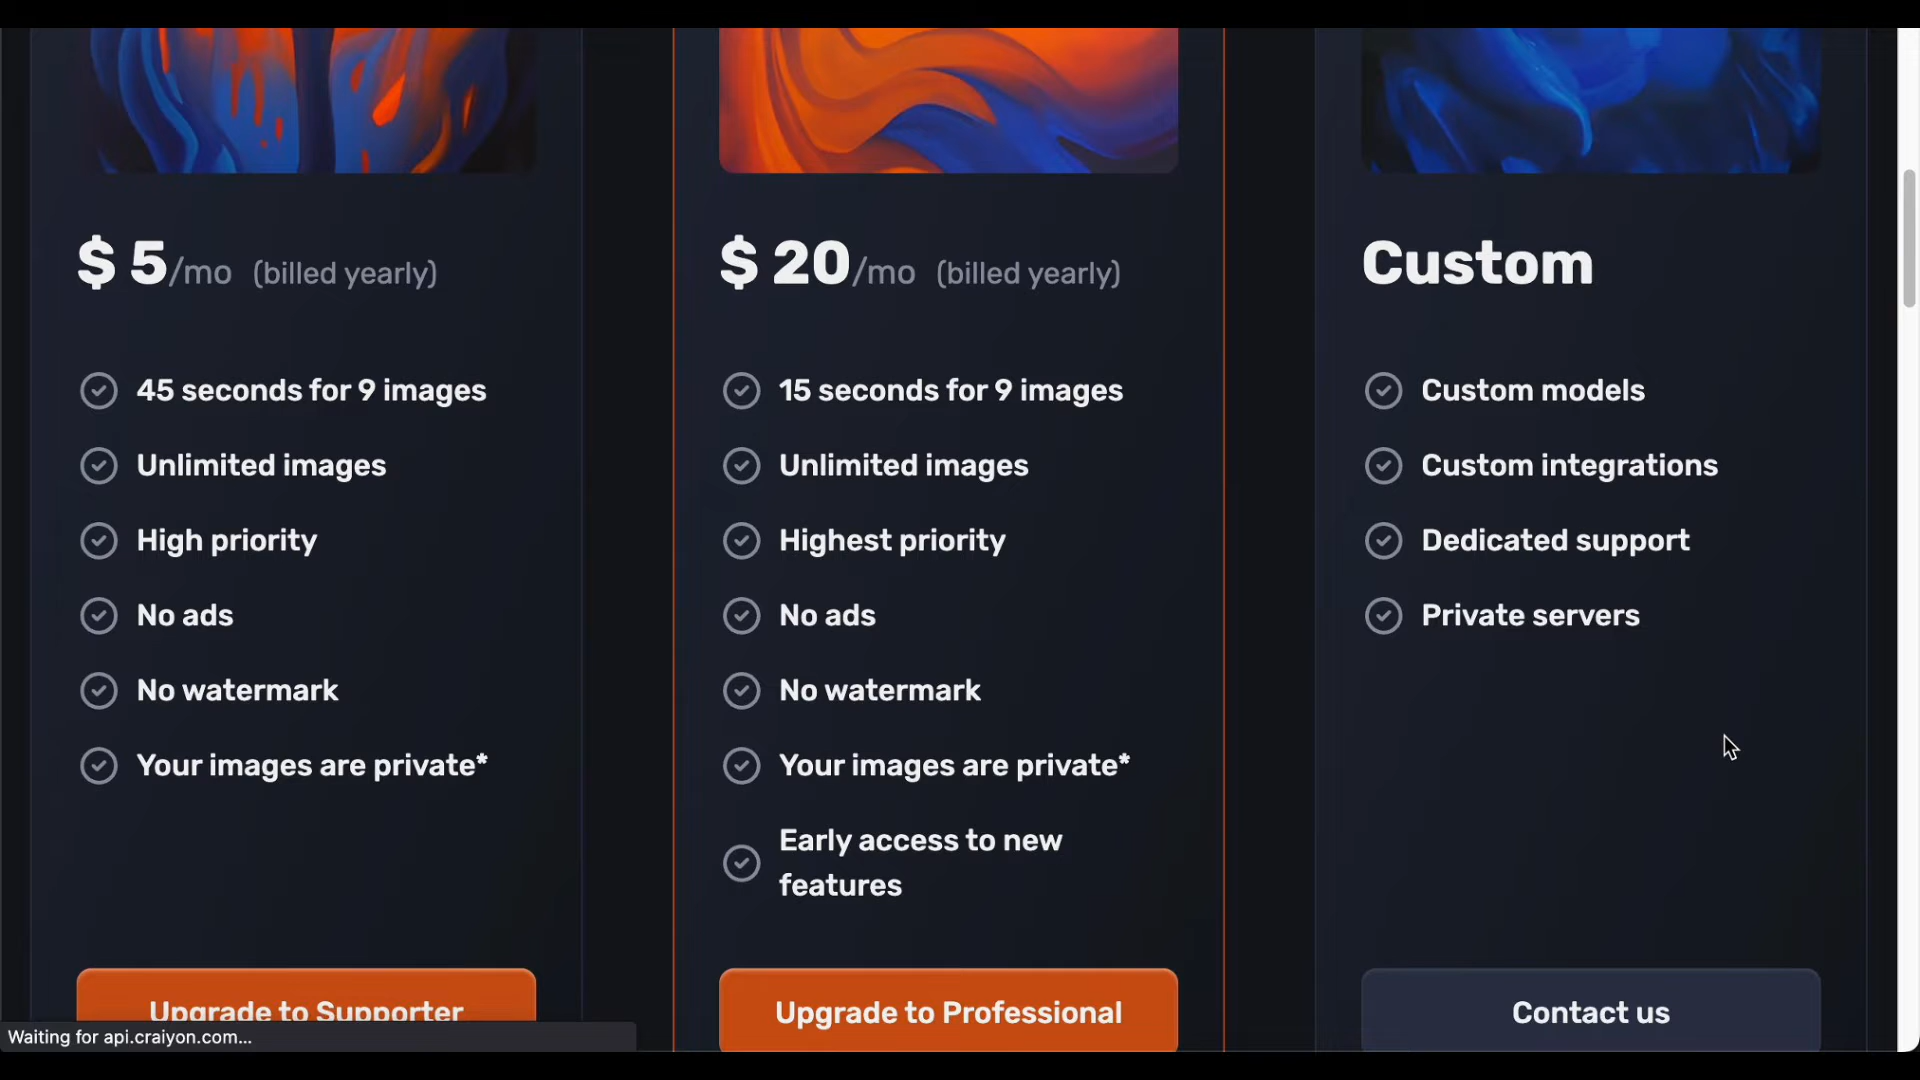 $ 5/mo (billed yearly)
45 seconds for 9 images
Unlimited images
High priority
No ads
No watermark
Your images are private*
Upgrade to Supporter
$ 20/mo (billed yearly)
15 seconds for 9 images
Unlimited images
Highest priority
No ads
No watermark
Your images are private*
Early access to new
features
Upgrade to Professional
Custom
Custom models
Custom integrations
Dedicated support
Private servers
Contact us
Waiting for api.craiyon.com...